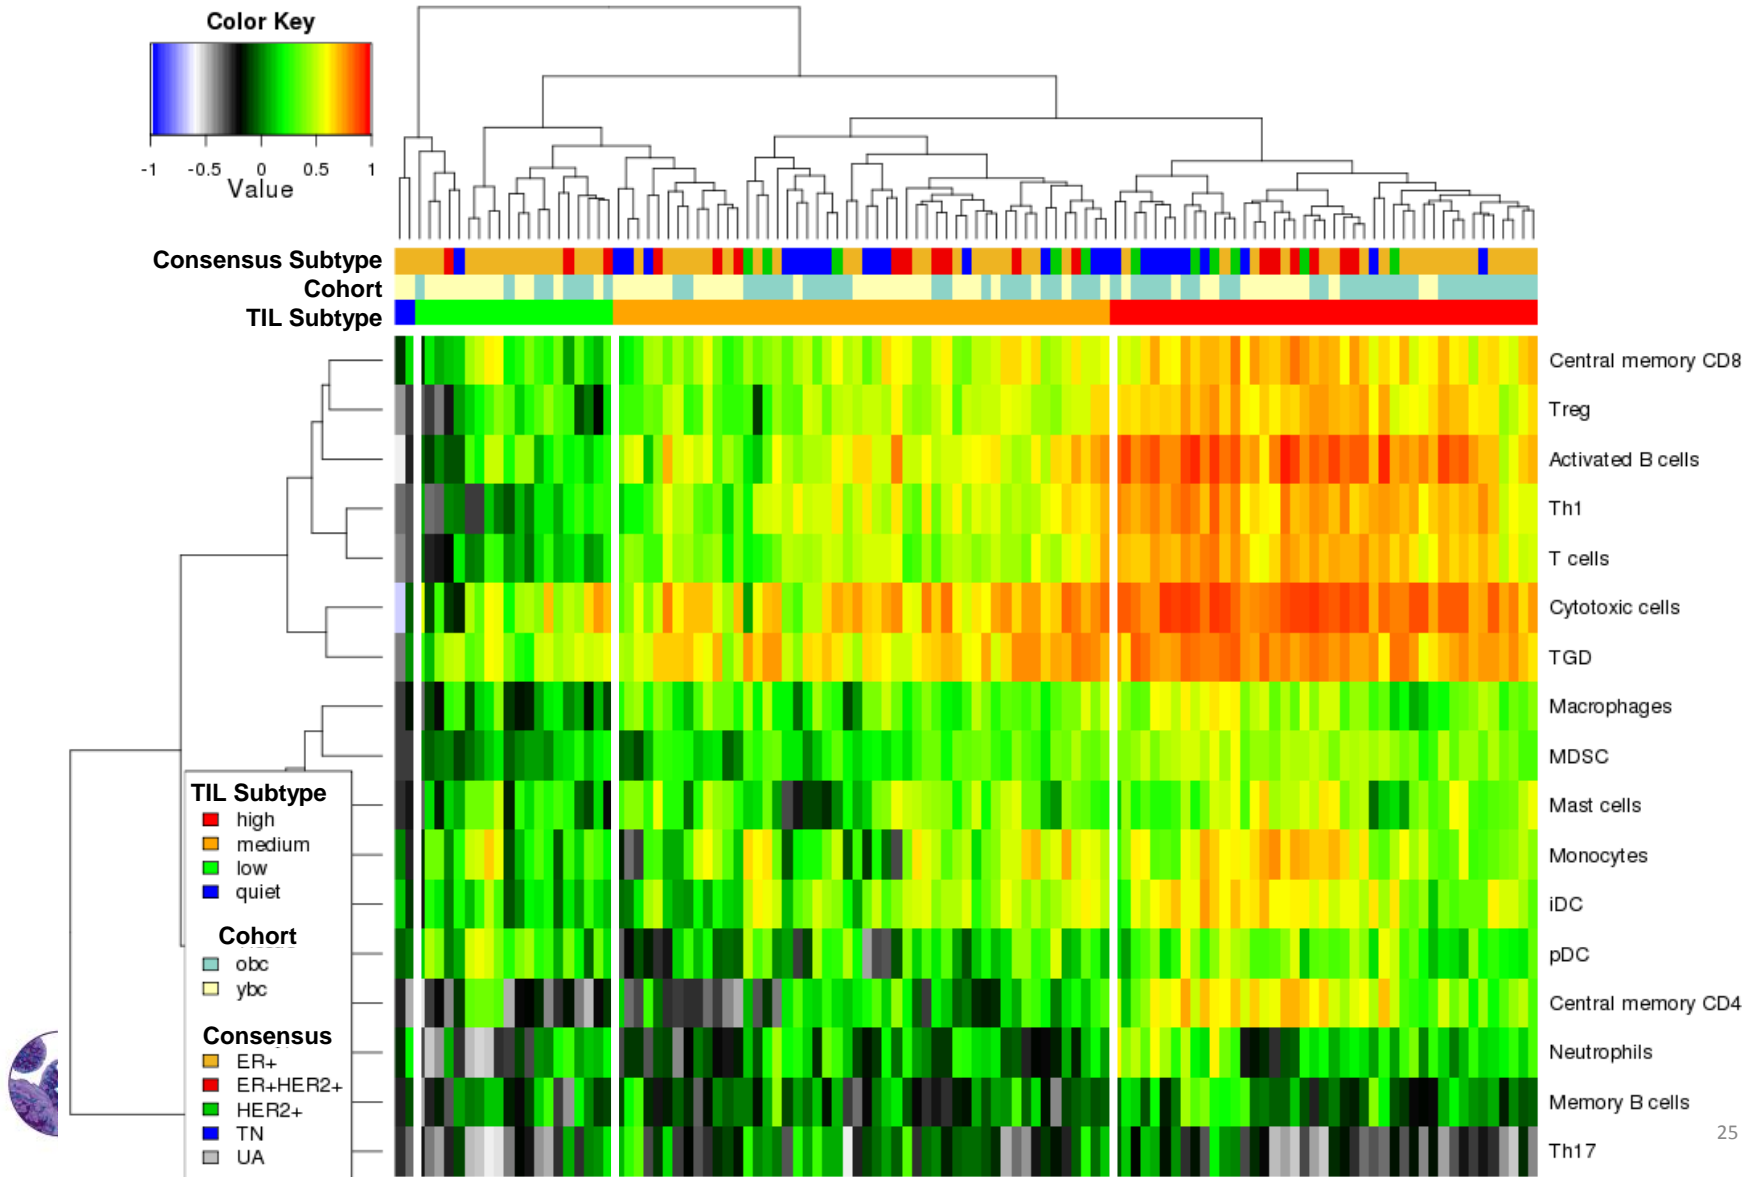 Color Key
-1 -0.5 0 0.5 1
Value
Consensus Subtype
Cohort
TIL Subtype
Central memory CD8
Treg
Activated B cells
Th1
T cells
Cytotoxic cells
TGD
Macrophages
MDSC
Mast cells
Monocytes
iDC
pDC
Central memory CD4
Neutrophils
Memory B cells
Th17
TIL Subtype
high
medium
low
quiet
Cohort
obc
ybc
Consensus
ER+
ER+HER2+
HER2+
TN
UA
25